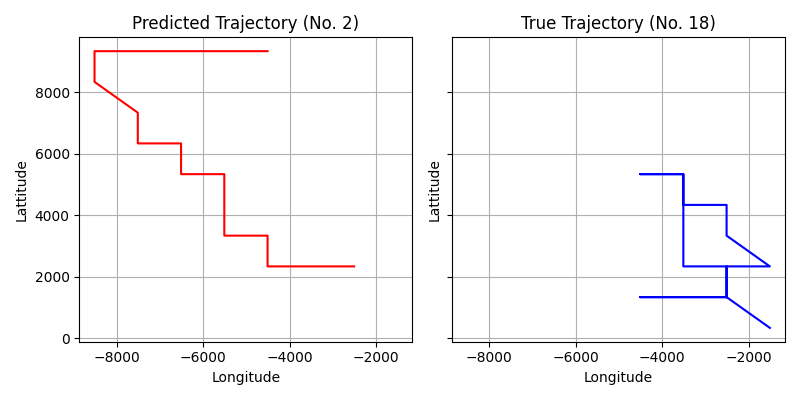 Predicted Trajectory (No. 2)
True Trajectory (No. 18)
Lattitude
8000
6000
4000
2000
0
−8000 −6000 −4000 −2000
Longitude
Lattitude
−8000 −6000 −4000 −2000
Longitude